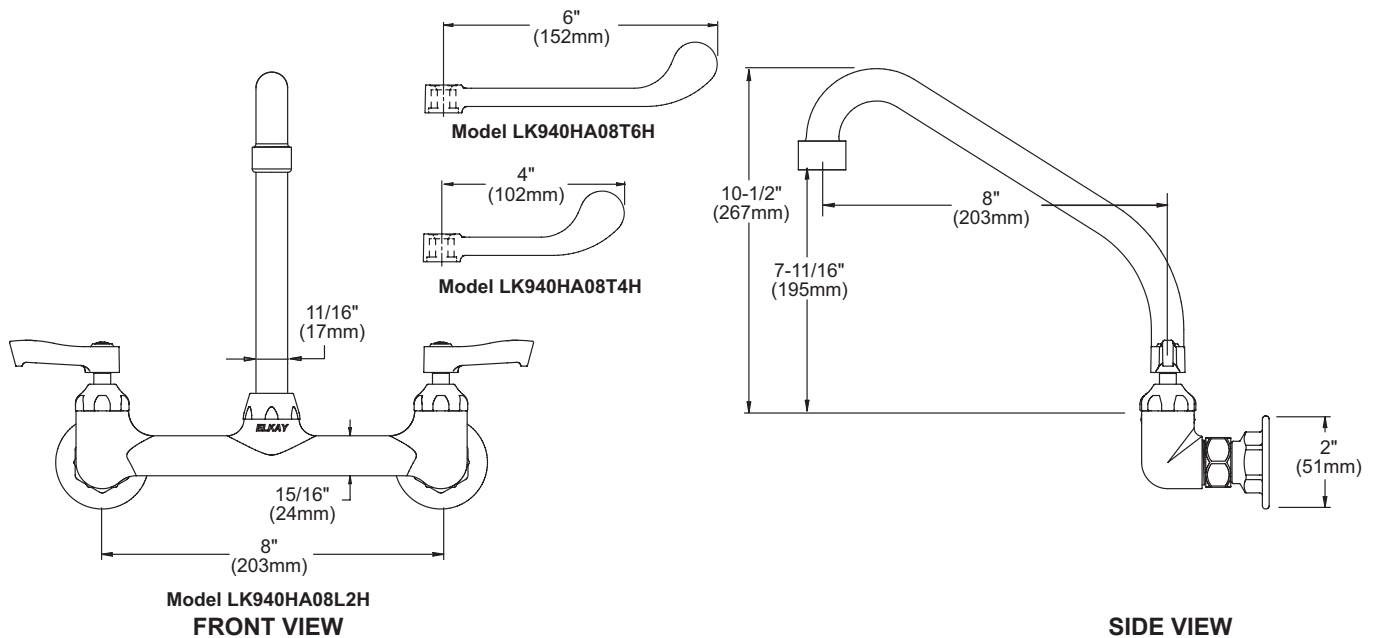 6"
(152mm)
Model LK940HA08T6H
4"
(102mm)
Model LK940HA08T4H
11/16"
(17mm)
ELKAY
15/16"
(24mm)
8"
(203mm)
Model LK940HA08L2H
FRONT VIEW
10-1/2"
(267mm)
8"
(203mm)
7-11/16"
(195mm)
2"
(51mm)
SIDE VIEW